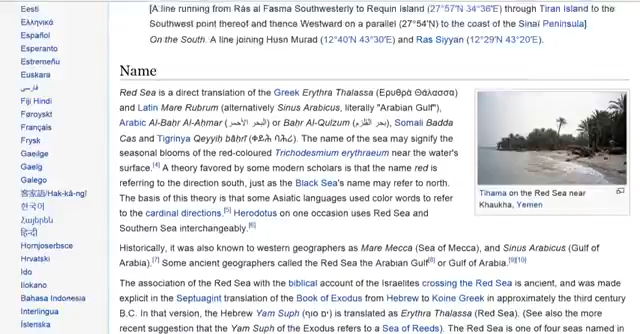 Eesti
Ελληνικά
Español
Esperanto
Estremeñu
Euskara
فارسی
Fiji Hindi
Føroyskt
Français
Frysk
Gaeilge
Gaelg
Galego
客家語/Hak-kâ-ngî
한국어
Հայերեն
हिन्दी
Hornjoserbsce
Hrvatski
Ido
Ilokano
Bahasa Indonesia
Interlingua
Íslenska
[A line running from Rás al Fasma Southwesterly to Requin Island (27°57′N 34°36′E) through Tiran Island to the
Southwest point thereof and thence Westward on a parallel (27°54'N) to the coast of the Sinaï Peninsula]
On the South. A line joining Husn Murad (12°40′N 43°30′E) and Ras Siyyan (12°29′N 43°20′E).
Name
Red Sea is a direct translation of the Greek Erythra Thalassa (Ερυθρὰ Θάλασσα)
and Latin Mare Rubrum (alternatively Sinus Arabicus, literally "Arabian Gulf"),
Arabic Al-Baḥr Al-Aḥmar (البحر الأحمر) or Baḥr Al-Qulzum (بحر القلزم), Somali Badda
Cas and Tigrinya Qeyyiḥ bāḥrī (ቀይሕ ባሕሪ). The name of the sea may signify the
seasonal blooms of the red-coloured Trichodesmium erythraeum near the water's
surface.[4] A theory favored by some modern scholars is that the name red is
referring to the direction south, just as the Black Sea's name may refer to north.
The basis of this theory is that some Asiatic languages used color words to refer
to the cardinal directions.[5] Herodotus on one occasion uses Red Sea and
Southern Sea interchangeably.[6]
Tihama on the Red Sea near
Khaukha, Yemen
Historically, it was also known to western geographers as Mare Mecca (Sea of Mecca), and Sinus Arabicus (Gulf of
Arabia).[7] Some ancient geographers called the Red Sea the Arabian Gulf[8] or Gulf of Arabia.[9][10]
The association of the Red Sea with the biblical account of the Israelites crossing the Red Sea is ancient, and was made
explicit in the Septuagint translation of the Book of Exodus from Hebrew to Koine Greek in approximately the third century
B.C. In that version, the Hebrew Yam Suph (ים סוף) is translated as Erythra Thalassa (Red Sea). (See also the more
recent suggestion that the Yam Suph of the Exodus refers to a Sea of Reeds). The Red Sea is one of four seas named in